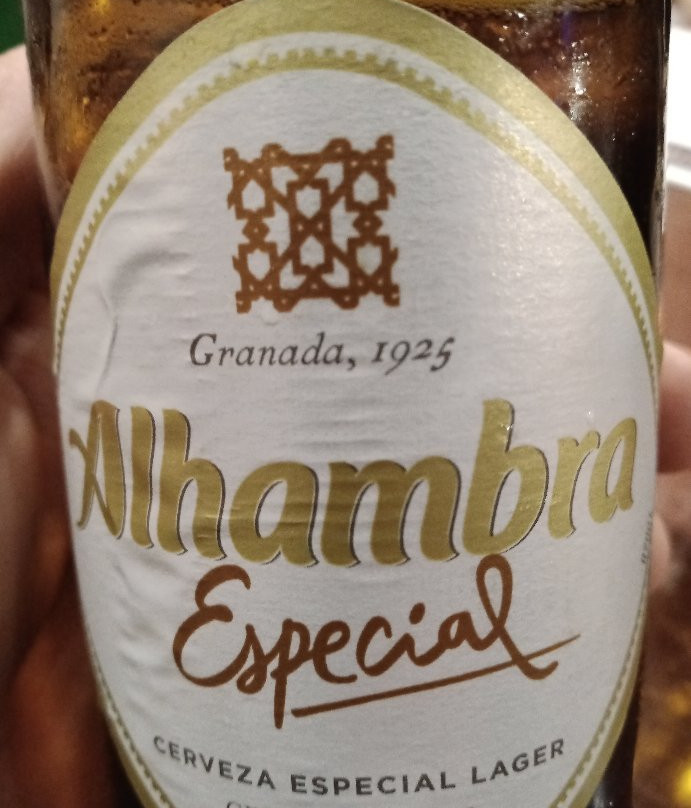 Granada, 1925
Alhambra
Especial
CERVEZA ESPECIAL LAGER